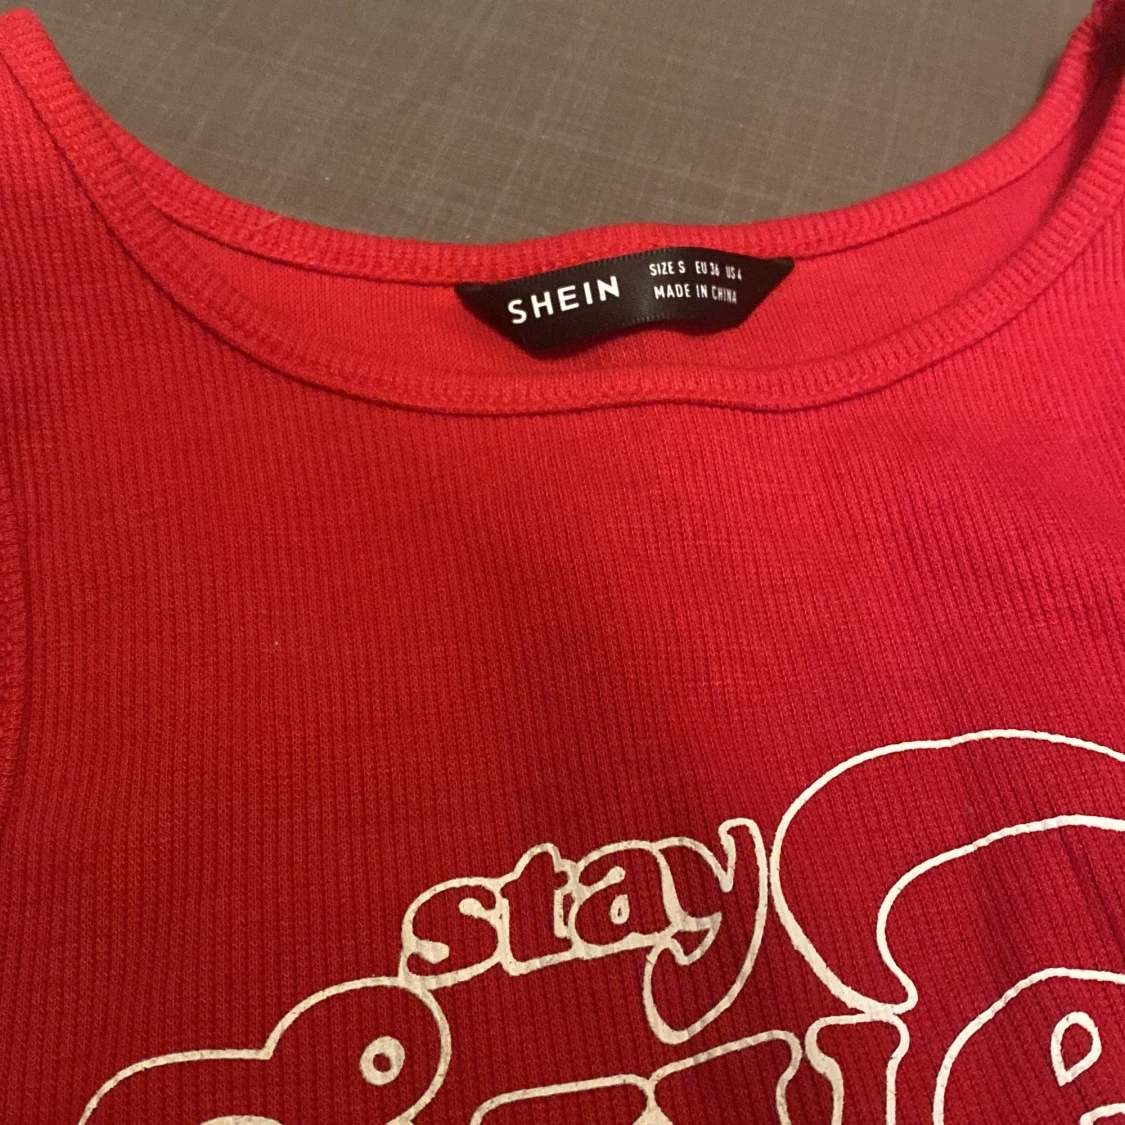 SHEIN
SIZE S EU 36 US 4
MADE IN CHINA
stay